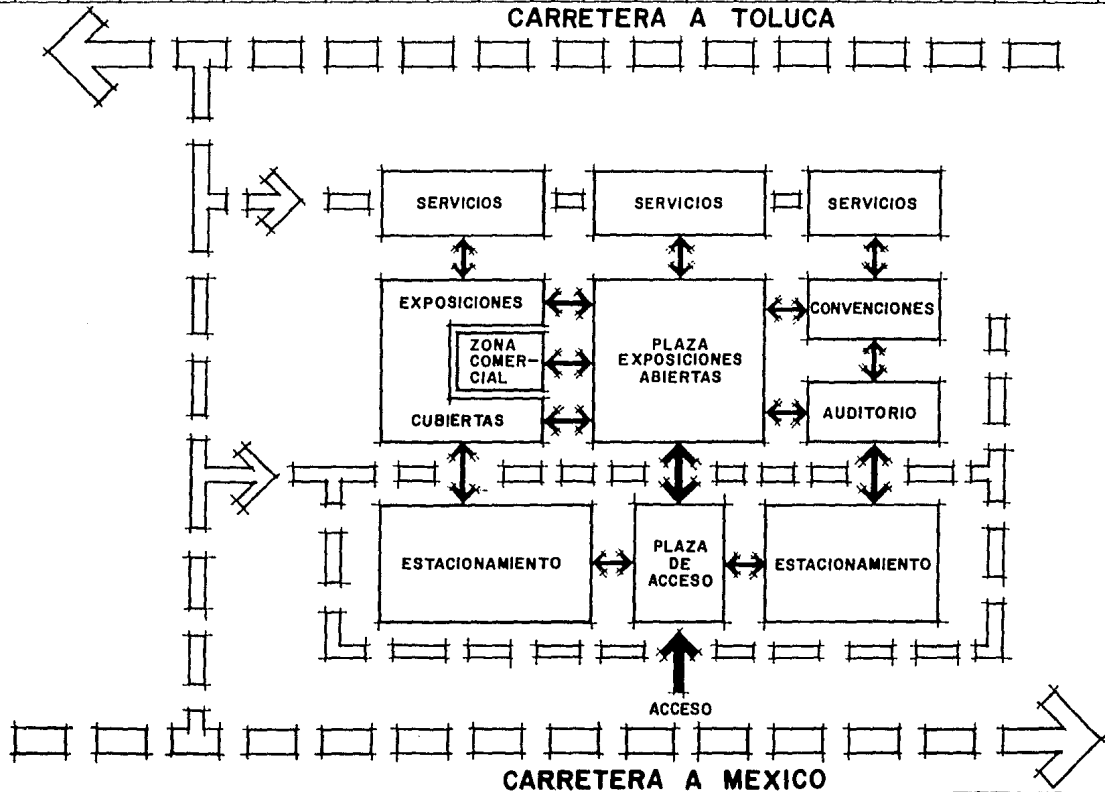 CARRETERA A TOLUCA
SERVICIOS
SERVICIOS
SERVICIOS
EXPOSICIONES
CONVENCIONES
ZONA
COMER-
CIAL
PLAZA
EXPOSICIONES
ABIERTAS
CUBIERTAS
AUDITORIO
ESTACIONAMIENTO
PLAZA
DE
ACCESO
ESTACIONAMIENTO
ACCESO
CARRETERA A MEXICO